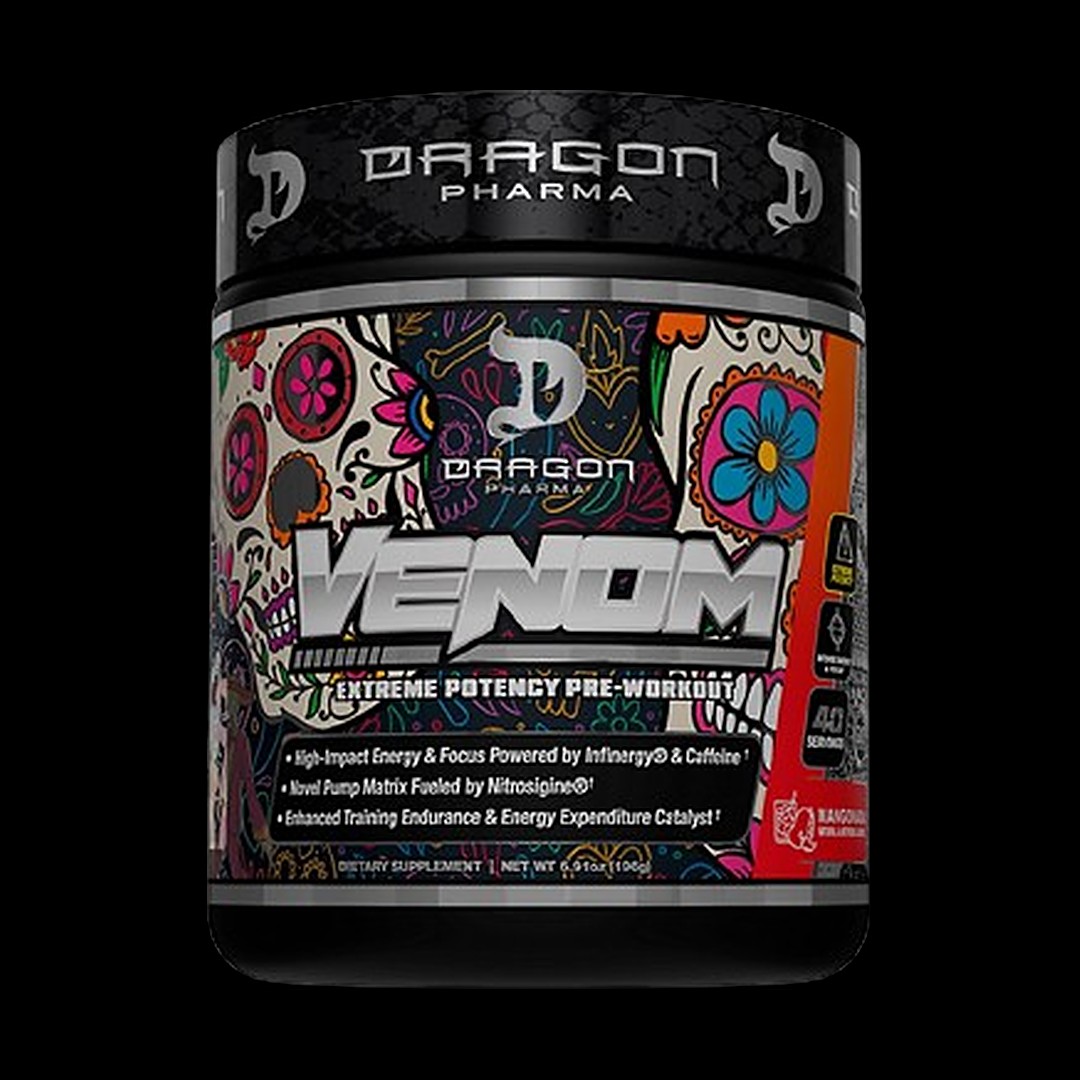 DRAGON
PHARMA
D
D
D
DRAGON
PHARMA
VENOM
EXTREME POTENCY PRE-WORKOUT
• High-Impact Energy & Focus Powered by Infinergy® & Caffeine †
• Novel Pump Matrix Fueled by Nitrosigine®†
• Enhanced Training Endurance & Energy Expenditure Catalyst †
DIETARY SUPPLEMENT | NET WT 6.91oz (196g)
40
SERVINGS